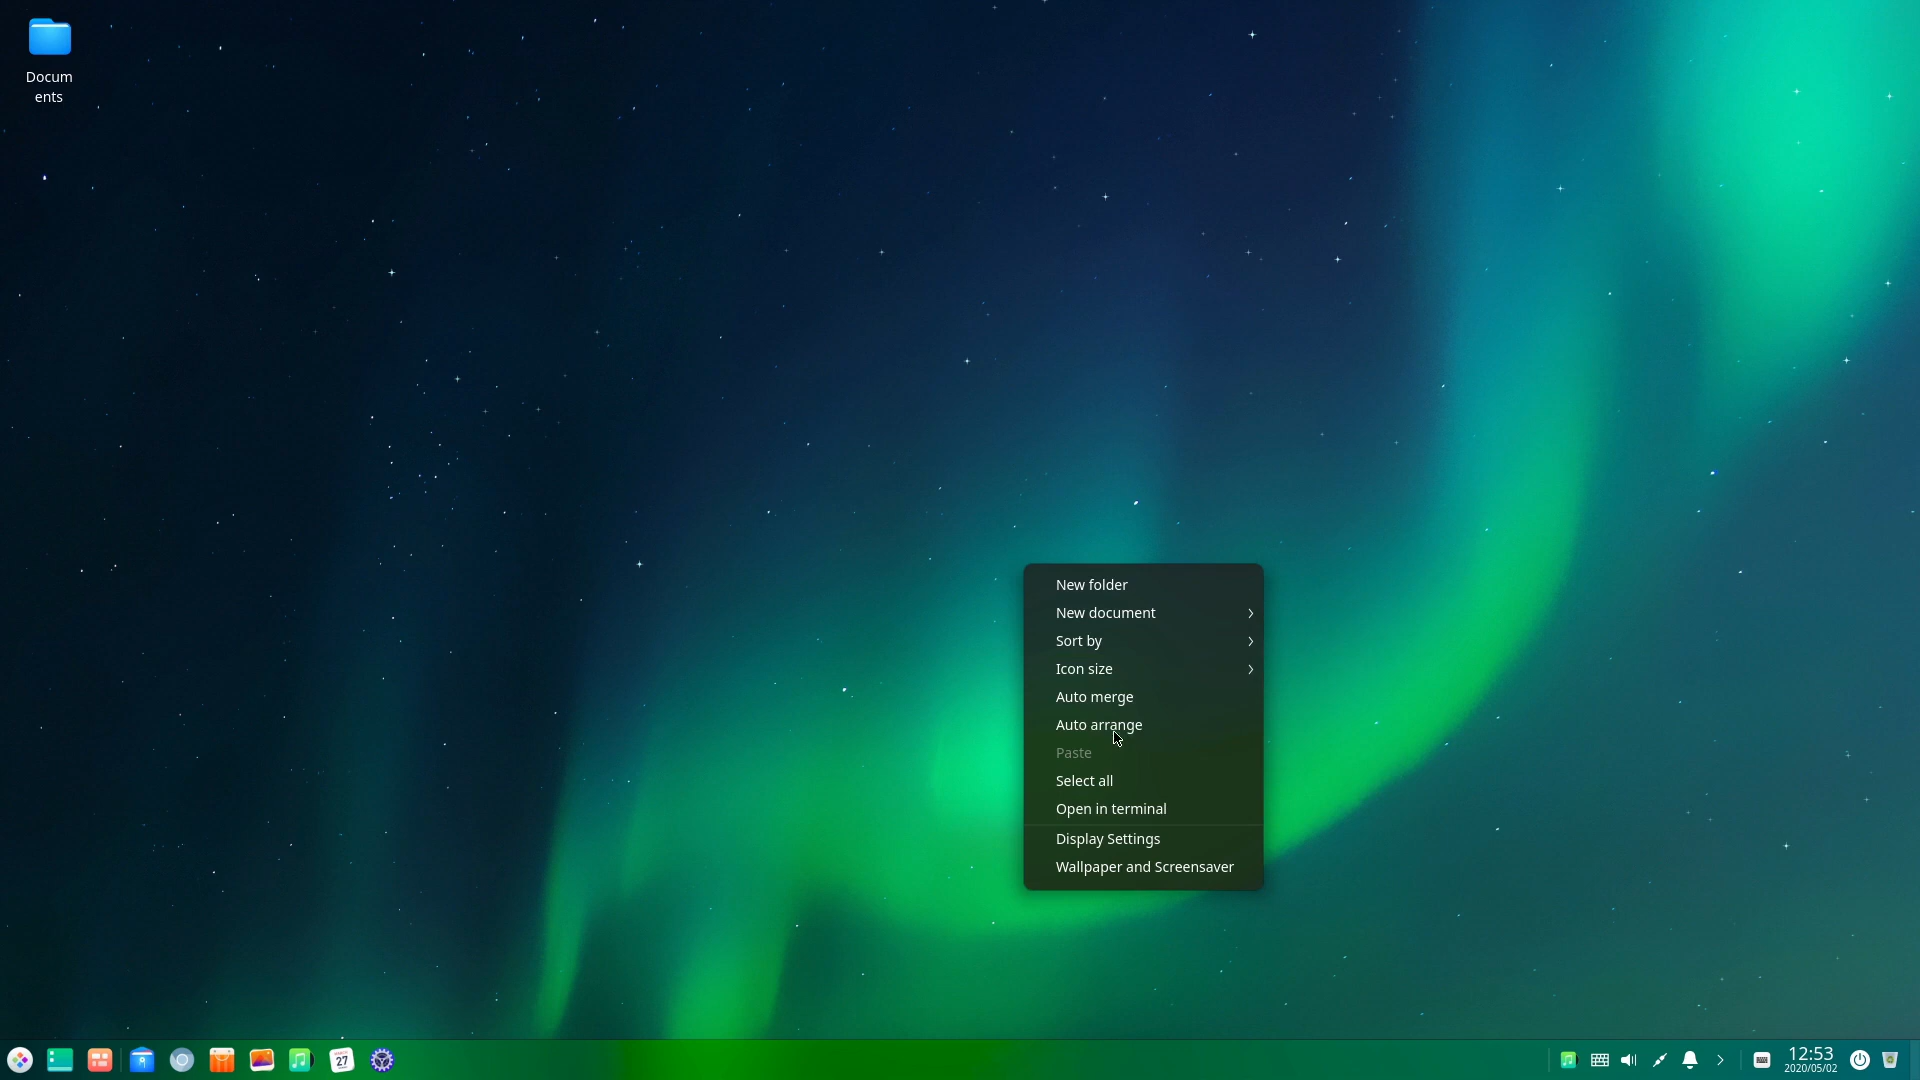 Docum
ents
New folder
New document
Sort by
Icon size
Auto merge
Auto arrange
Paste
Select all
Open in terminal
Display Settings
Wallpaper and Screensaver
27
12:53
2020/05/02